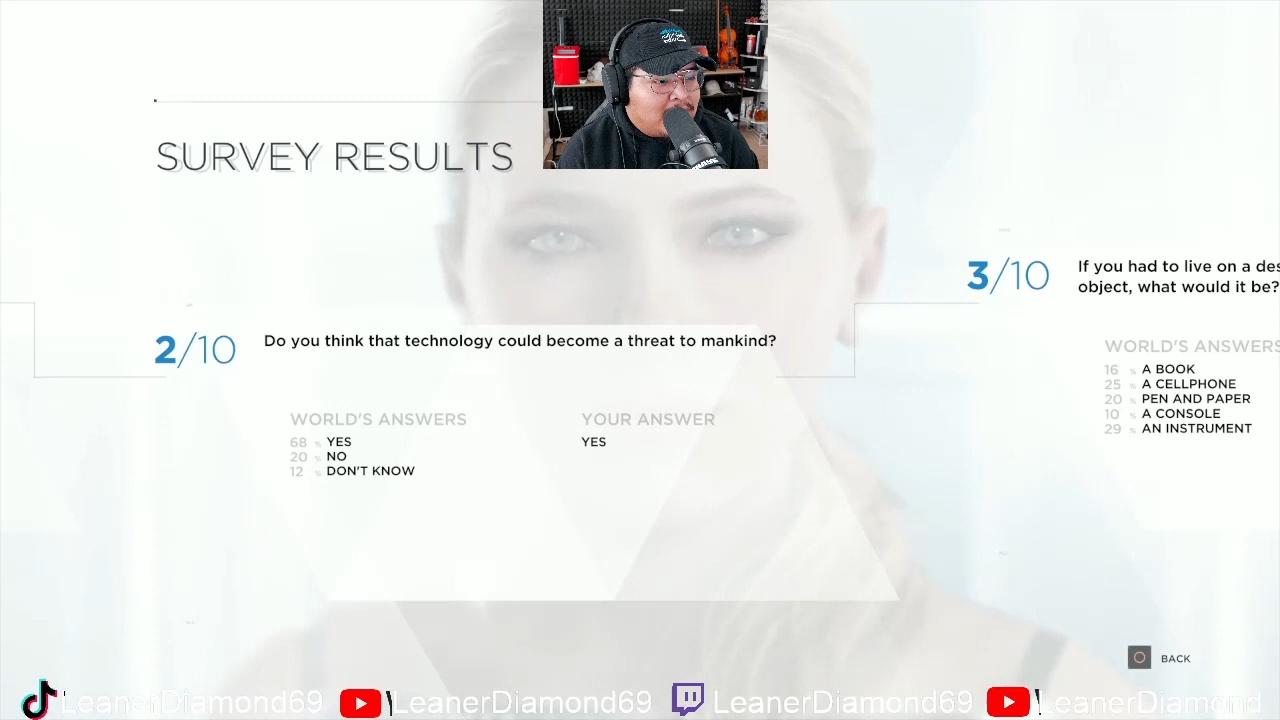 SURVEY RESULTS
2/10
Do you think that technology could become a threat to mankind?
WORLD'S ANSWERS
68 % YES
20 % NO
12 % DON'T KNOW
YOUR ANSWER
YES
3/10
If you had to live on a des
object, what would it be?
WORLD'S ANSWERS
16 % A BOOK
25 % A CELLPHONE
20 % PEN AND PAPER
10 % A CONSOLE
29 % AN INSTRUMENT
BACK
LeanerDiamond69 \LeanerDiamond69 LeanerDiamond69 \LeanerDiamond